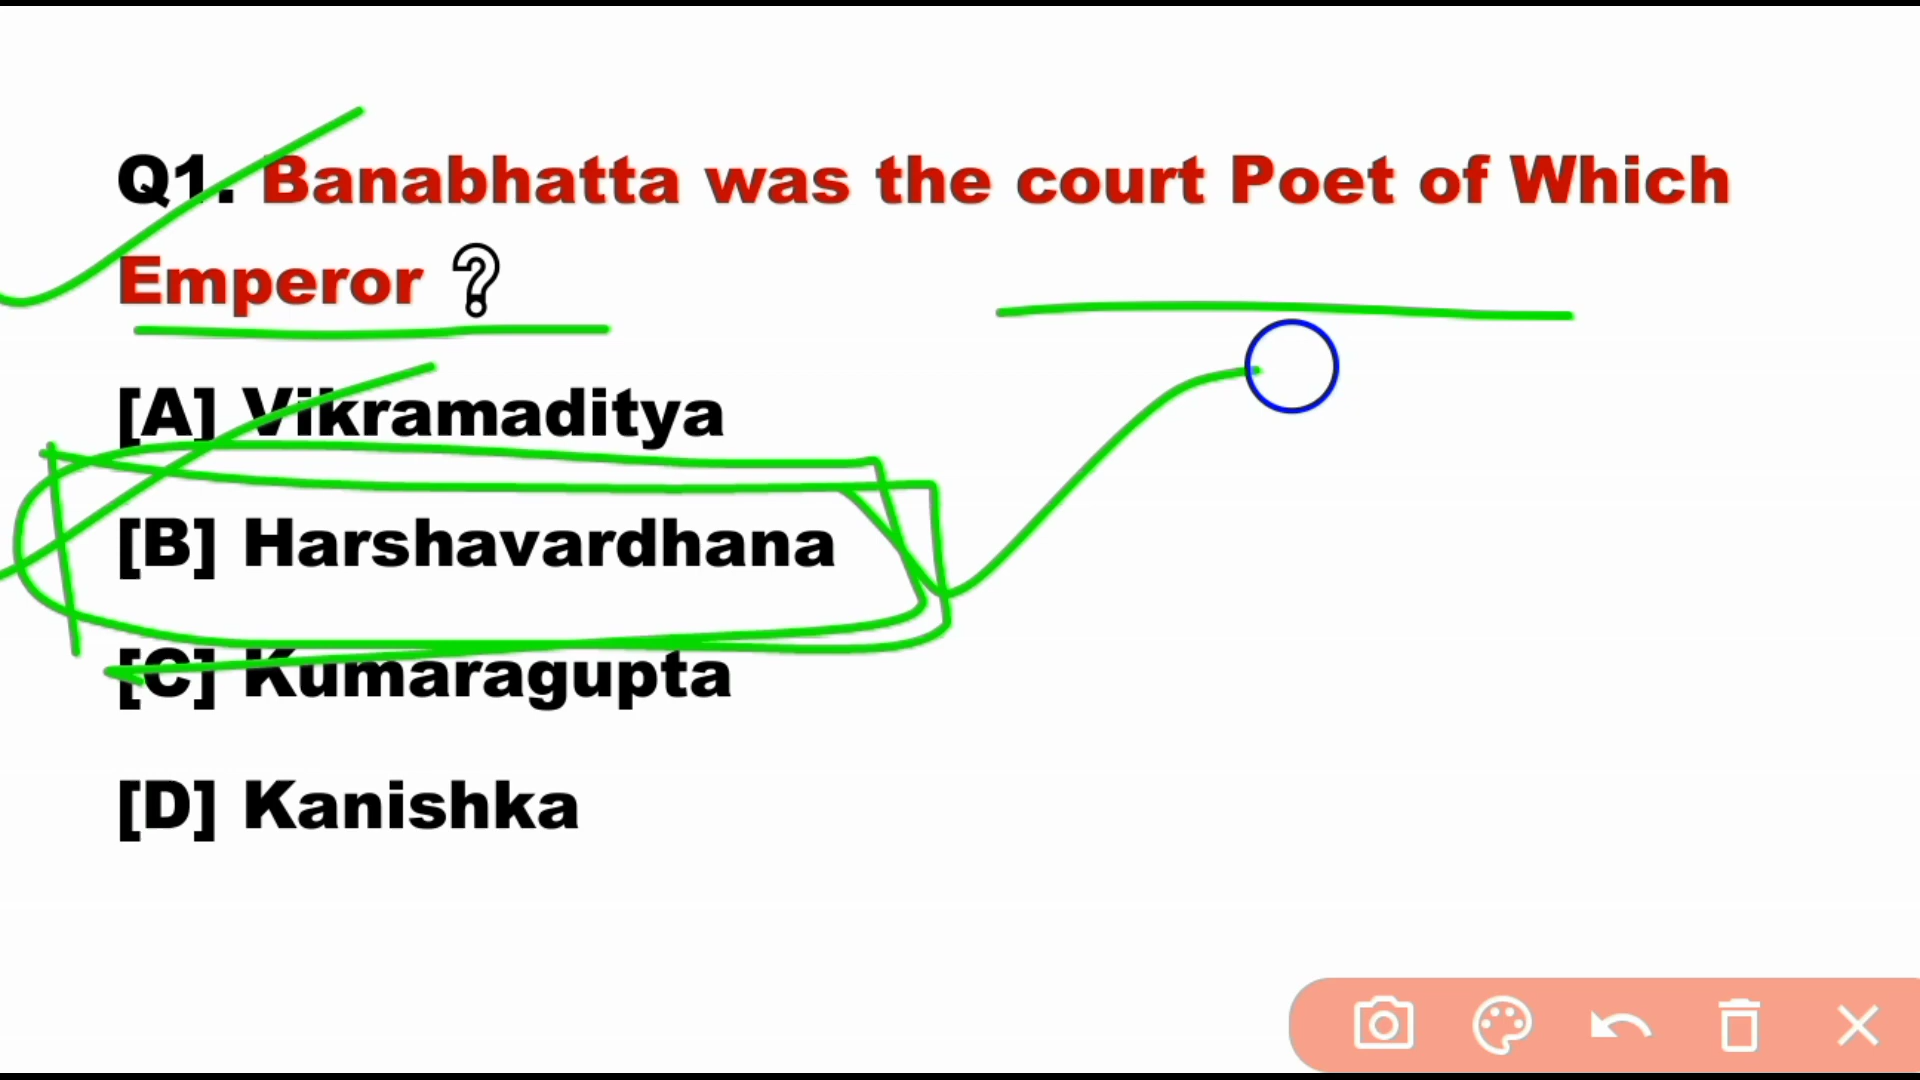 Q1. Banabhatta was the court Poet of Which
Emperor ?
[A] Vikramaditya
[B] Harshavardhana
[C] Kumaragupta
[D] Kanishka